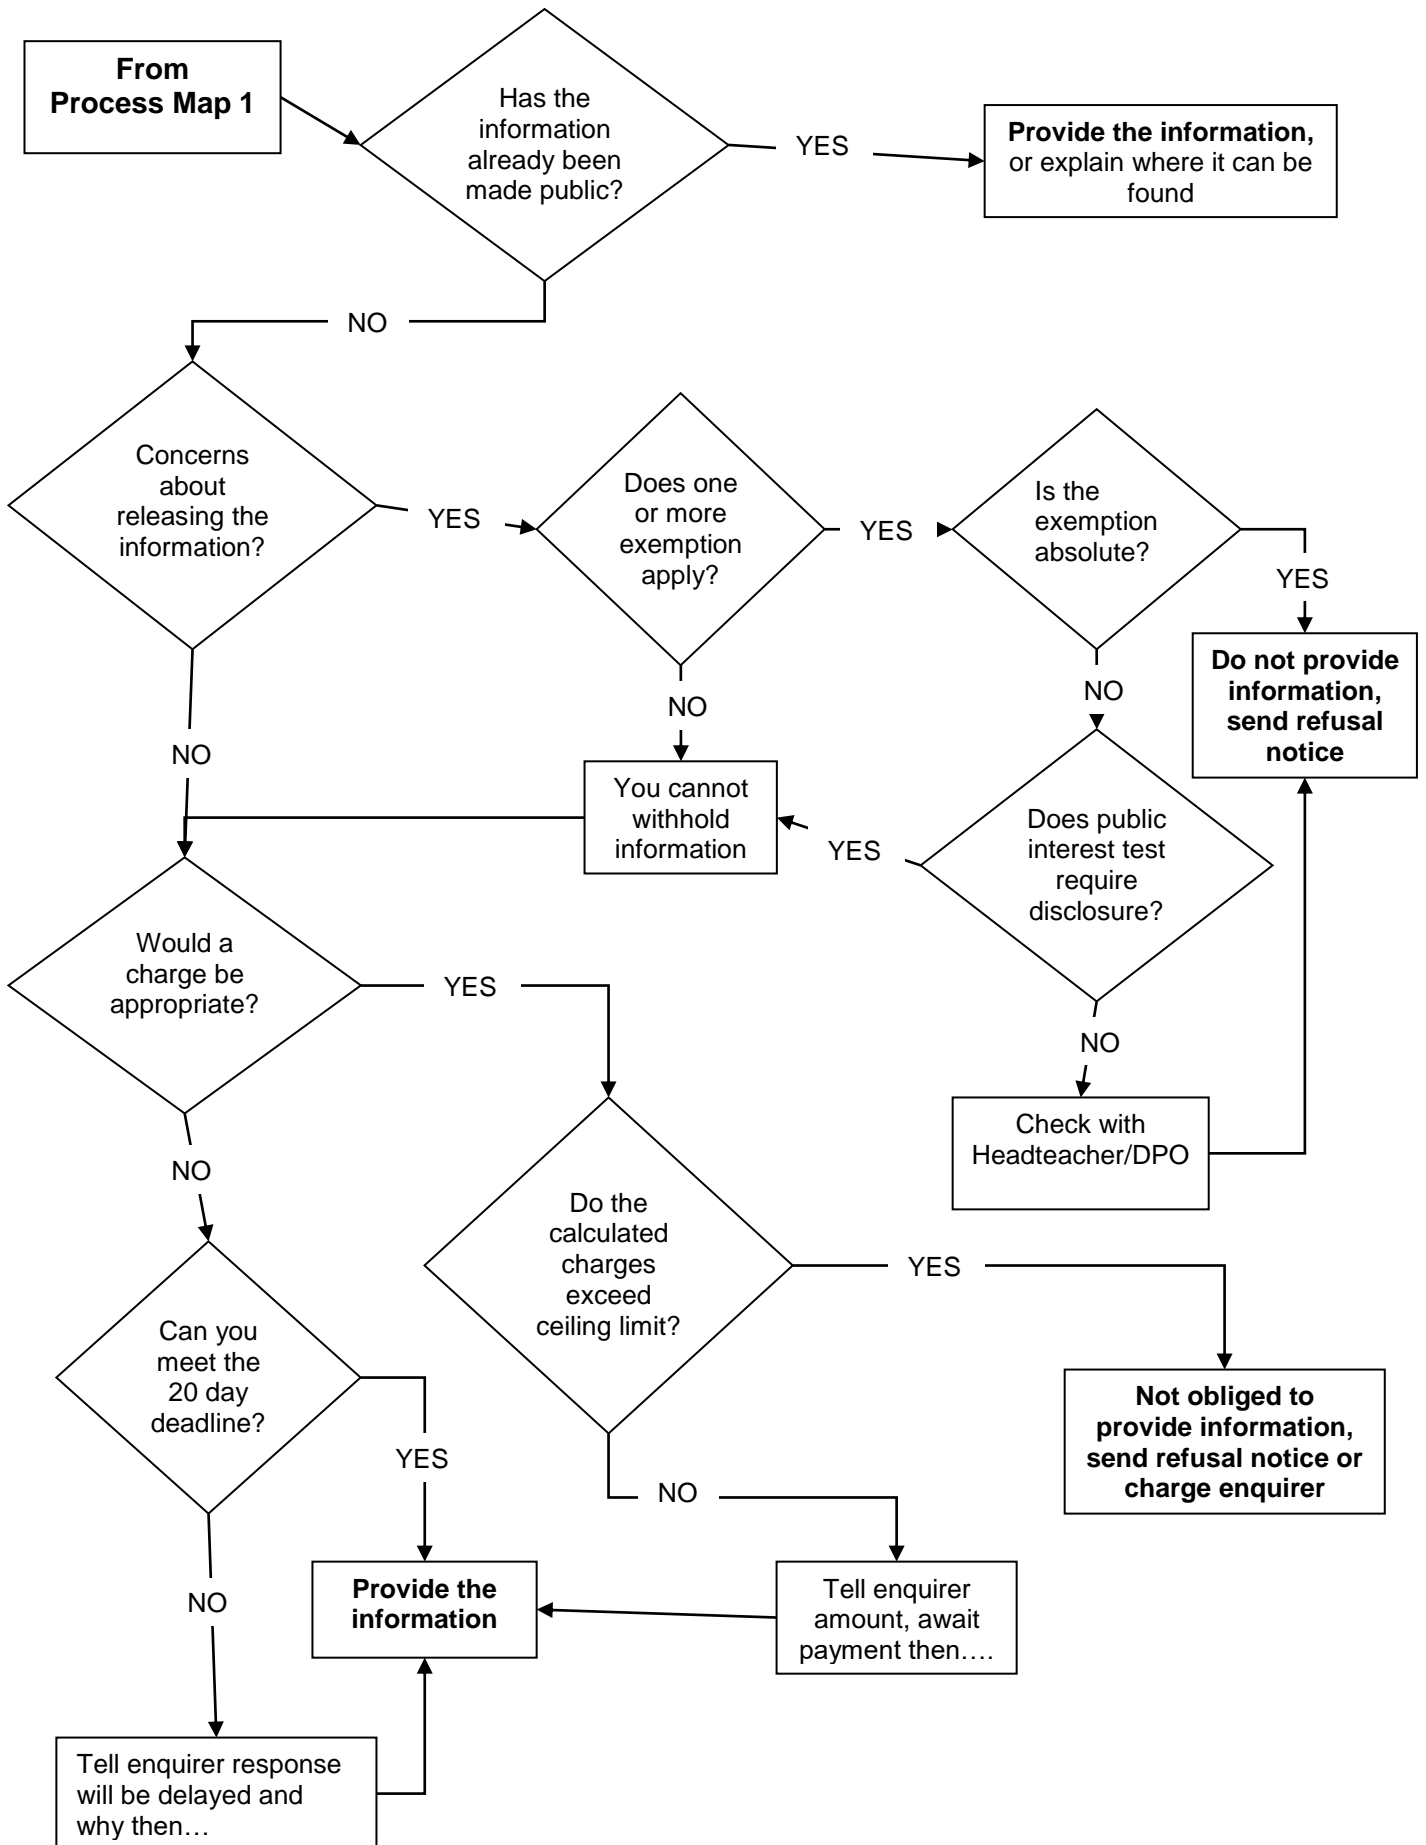 From
Process Map 1
Has the
information
already been
made public?
YES
Provide the information,
or explain where it can be
found
NO
Concerns
about
releasing the
information?
YES
Does one
or more
exemption
apply?
YES
Is the
exemption
absolute?
YES
Do not provide
information,
send refusal
notice
NO
NO
NO
You cannot
withhold
information
YES
Does public
interest test
require
disclosure?
Would a
charge be
appropriate?
YES
NO
Check with
Headteacher/DPO
NO
Do the
calculated
charges
exceed
ceiling limit?
YES
Can you
meet the
20 day
deadline?
YES
Not obliged to
provide information,
send refusal notice or
charge enquirer
NO
NO
Provide the
information
Tell enquirer
amount, await
payment then….
Tell enquirer response
will be delayed and
why then…